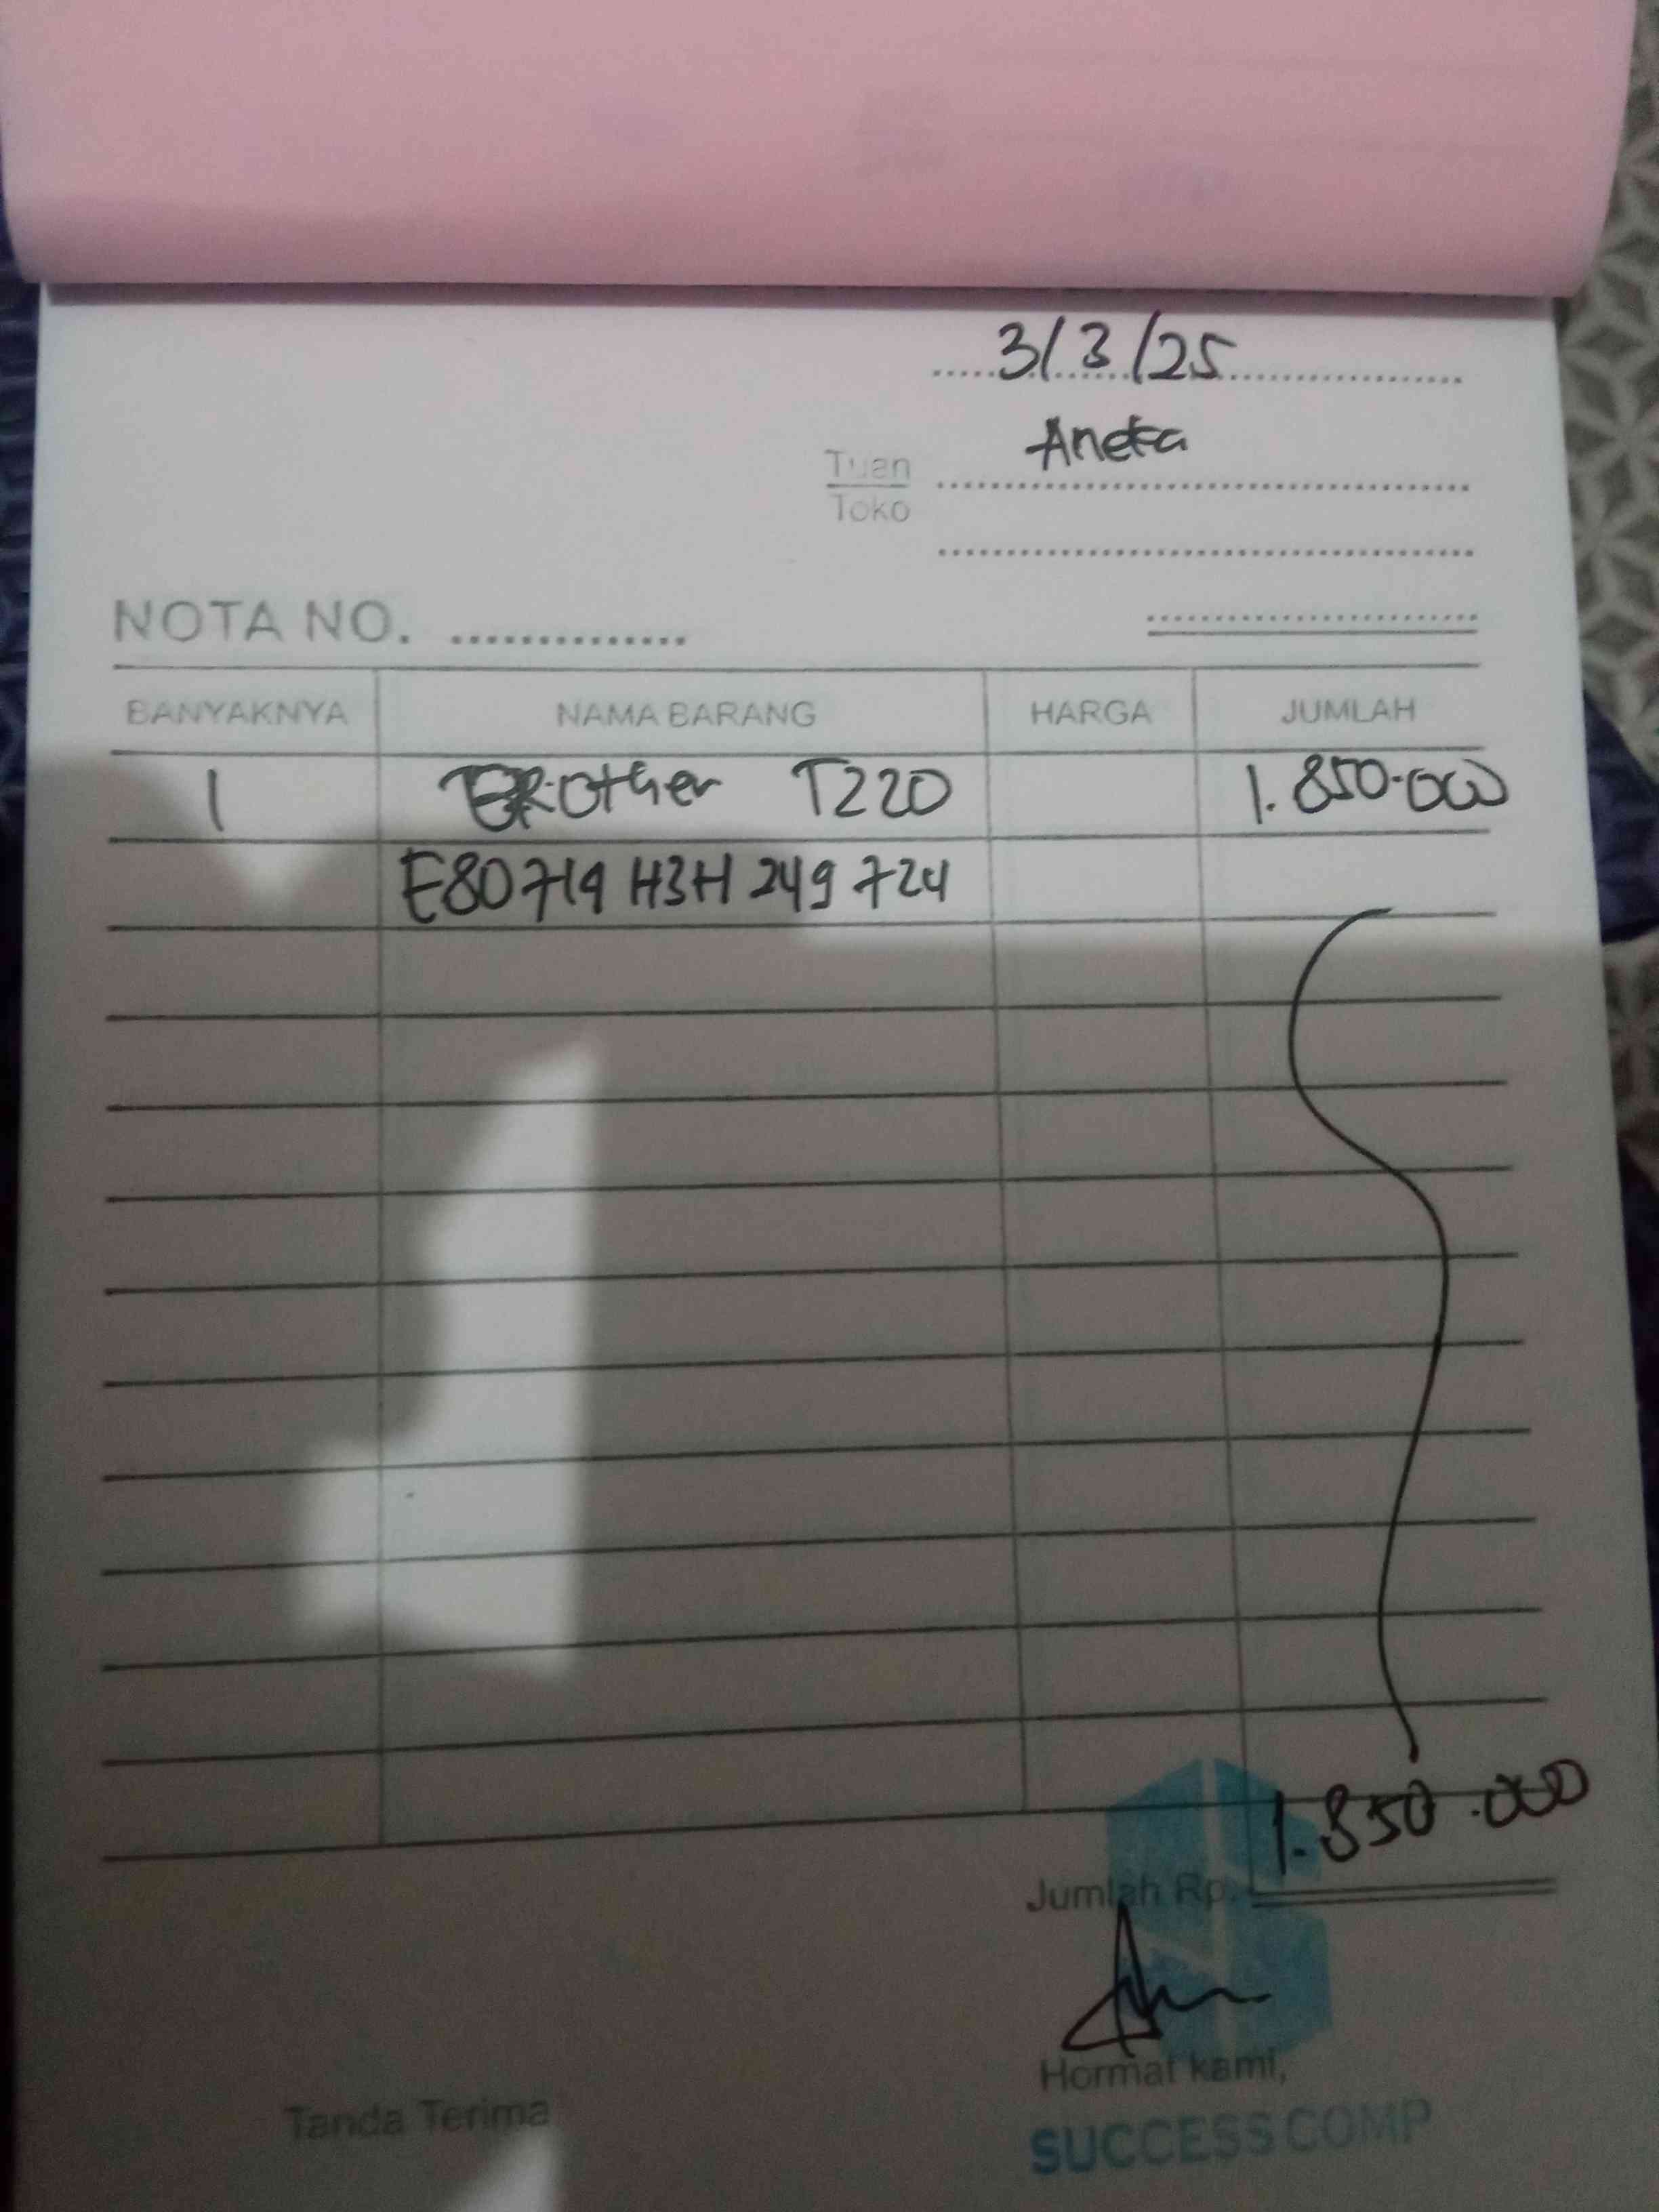 3/3/25
Tuan Aneka
Toko
NOTA NO.
BANYAKNYA NAMA BARANG HARGA JUMLAH
1 BROther T220 1.850.000
E80719H3H249724
1.850.000
Jumlah Rp.
Hormat kami,
Tanda Terima
SUCCESS COMP